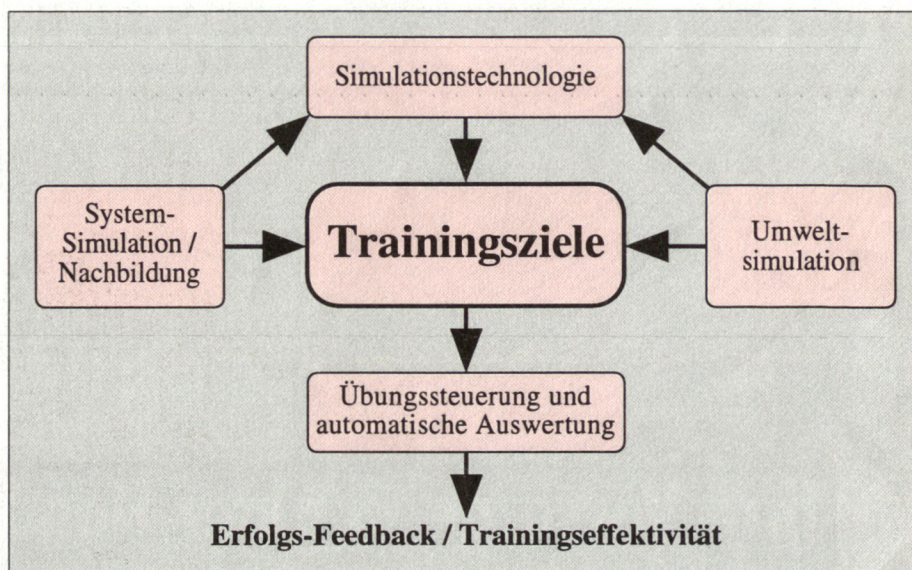 Simulationstechnologie
System-
Simulation /
Nachbildung
Trainingsziele
Umwelt-
simulation
Übungssteuerung und
automatische Auswertung
Erfolgs-Feedback / Trainingseffektivität